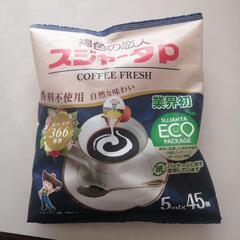 褐色の恋人
スジャータP
COFFEE FRESH
香料不使用 自然な味わい
366
業界初
SUJAHTA
ECO
PACKAGE
紙
5ml×45個